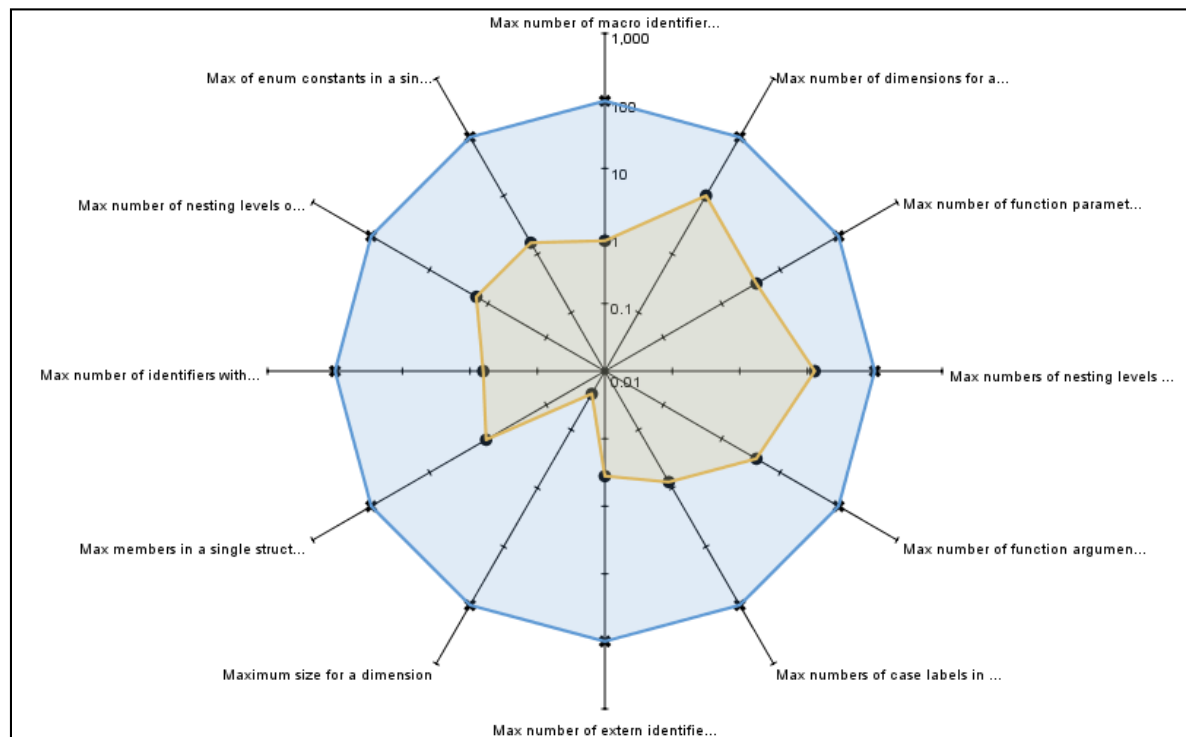 Max number of macro identifier...
1,000
Max of enum constants in a sin...
Max number of dimensions for a...
100
10
Max number of nesting levels o...
Max number of function paramet...
1
0.1
Max number of identifiers with...
0.01
Max numbers of nesting levels ...
Max members in a single struct...
Max number of function argumen...
Maximum size for a dimension
Max numbers of case labels in ...
Max number of extern identifie...